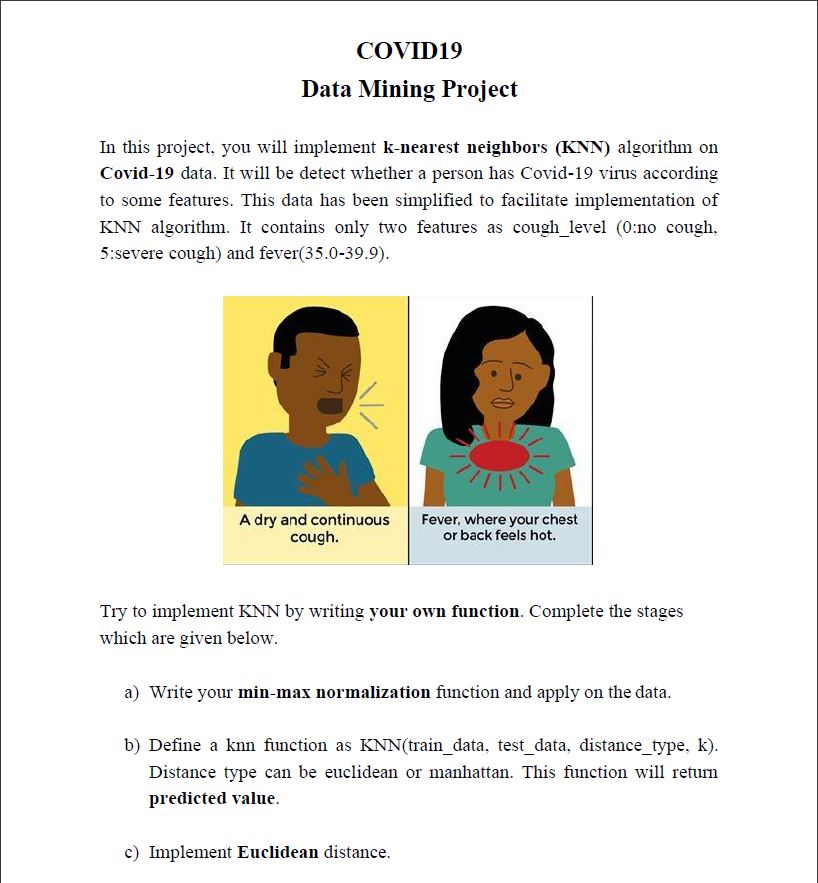 COVID19
Data Mining Project
In this project, you will implement k-nearest neighbors (KNN) algorithm on
Covid-19 data. It will be detect whether a person has Covid-19 virus according
to some features. This data has been simplified to facilitate implementation of
KNN algorithm. It contains only two features as cough_level (0:no cough,
5:severe cough) and fever(35.0-39.9).
A dry and continuous
cough.
Fever, where your chest
or back feels hot.
Try to implement KNN by writing your own function. Complete the stages
which are given below.
a) Write your min-max normalization function and apply on the data.
b) Define a knn function as KNN(train_data, test_data, distance_type, k).
Distance type can be euclidean or manhattan. This function will return
predicted value.
c) Implement Euclidean distance.